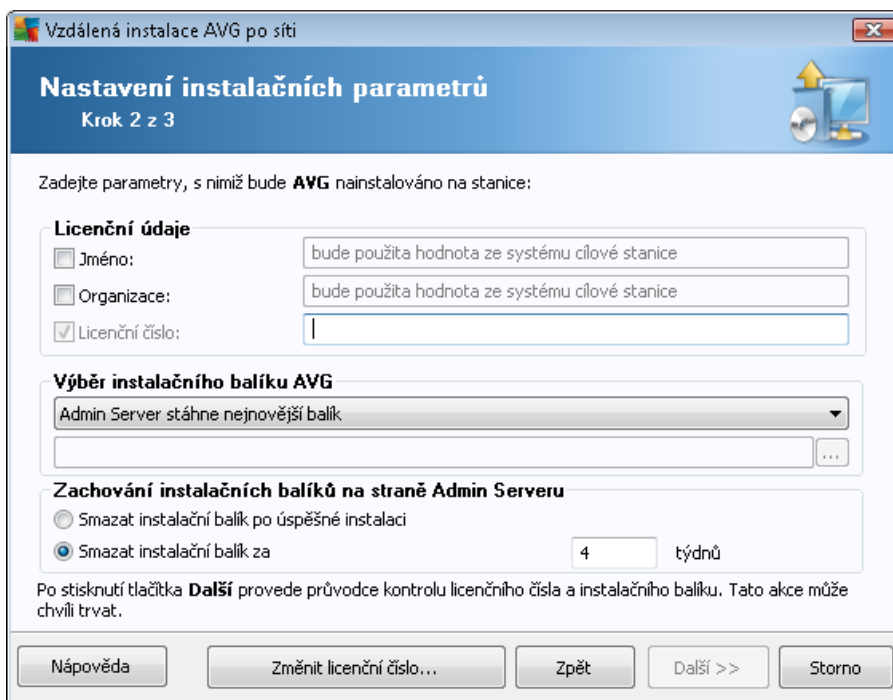 Vzdálená instalace AVG po síti
Nastavení instalačních parametrů
Krok 2 z 3
Zadejte parametry, s nimiž bude AVG nainstalováno na stanice:
Licenční údaje
Jméno: bude použita hodnota ze systému cílové stanice
Organizace: bude použita hodnota ze systému cílové stanice
Licenční číslo:
Výběr instalačního balíku AVG
Admin Server stáhne nejnovější balík
...
Zachování instalačních balíků na straně Admin Serveru
Smazat instalační balík po úspěšné instalaci
Smazat instalační balík za 4 týdnů
Po stisknutí tlačítka Další provede průvodce kontrolu licenčního čísla a instalačního balíku. Tato akce může
chvíli trvat.
Nápověda Změnit licenční číslo... Zpět Další >> Storno